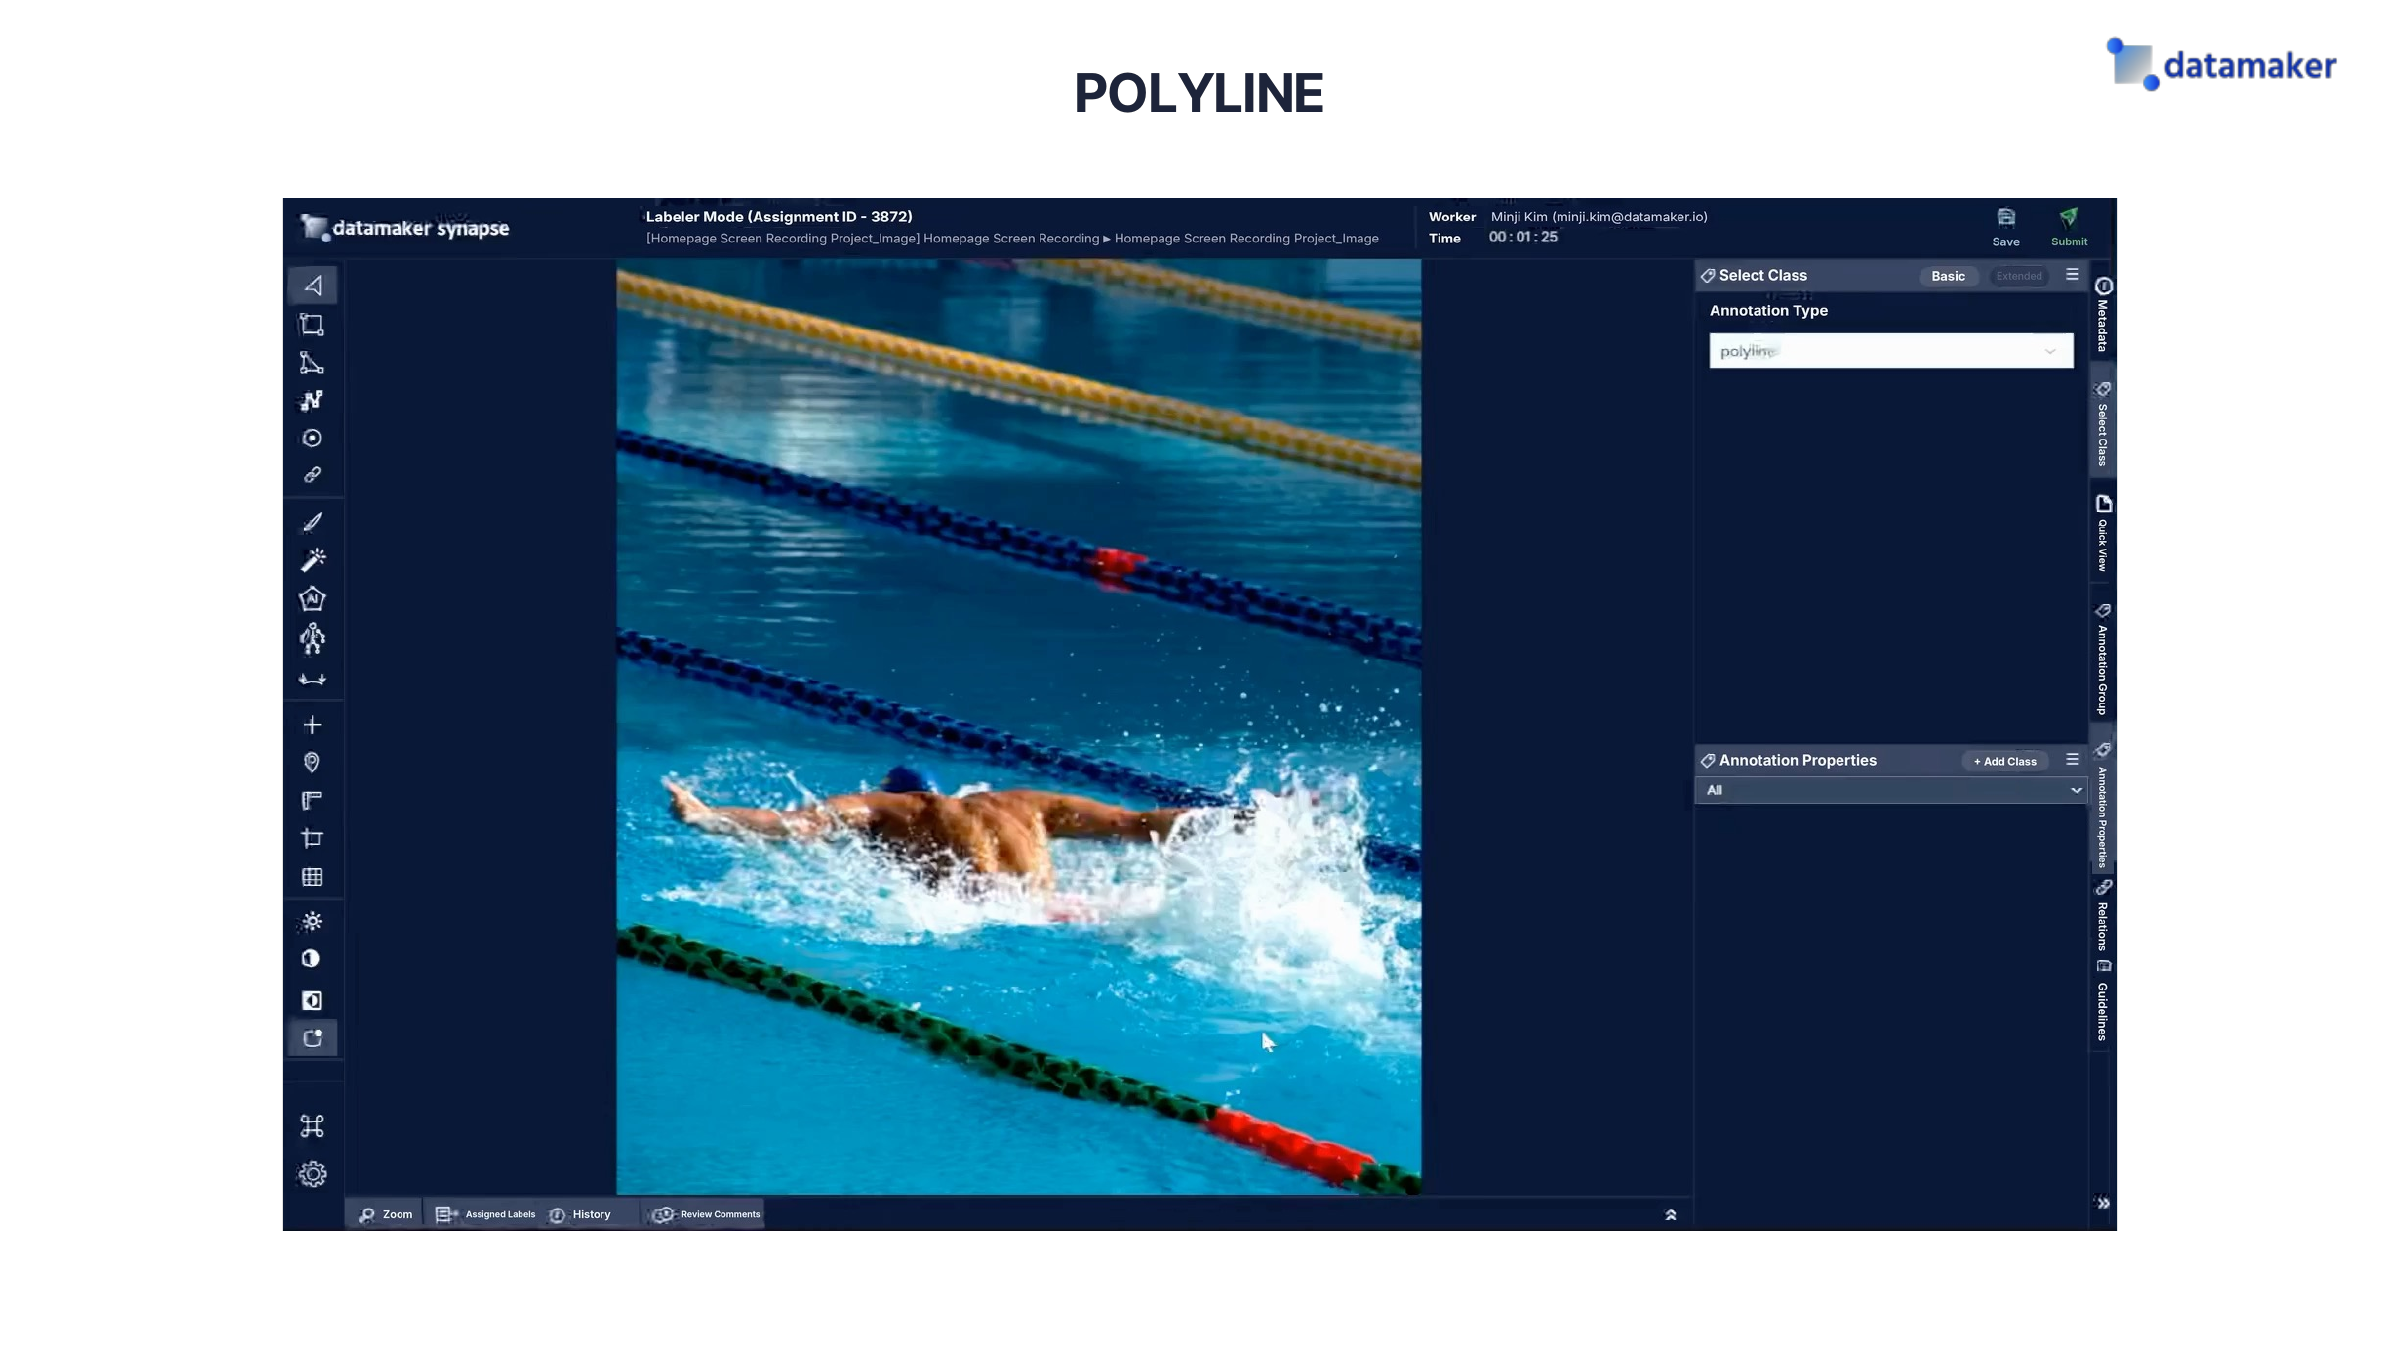 POLYLINE
datamaker
datamaker synapse
Labeler Mode (Assignment ID - 3872)
[Homepage Screen Recording Project_Image] Homepage Screen Recording ▸ Homepage Screen Recording Project_Image
Worker Minji Kim (minji.kim@datamaker.io)
Time 00:01:25
Save
Submit
Select Class
Basic
Extended
Annotation Type
polyline
Annotation Properties
+ Add Class
All
Metadata
Select Class
Quick View
Annotation Group
Annotation Properties
Relations
Guidelines
AI
Zoom
Assigned Labels
History
Review Comments